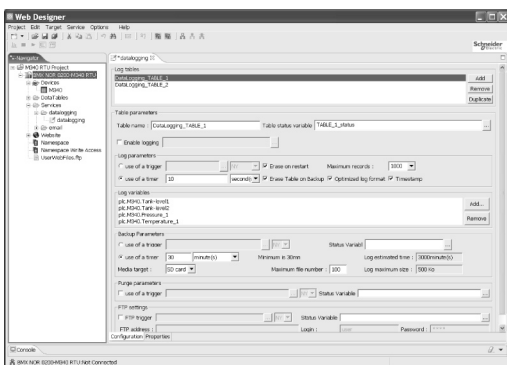 Web Designer
Project Edit Target Service Options Help
Schneider
Electric
Navigator
*datalogging
M340 RTU Project
BMX NOR 0200 M340 RTU
Devices
M340
DataTables
Services
datalogging
datalogging
email
Website
Namespace
Namespace Write Access
UserWebFiles.ftp
Log tables
DataLogging_TABLE_1
DataLogging_TABLE_2
Add
Remove
Duplicate
Table parameters
Table name : DataLogging_TABLE_1 Table status variable TABLE_1_status ...
Enable logging ...
Log parameters
use of a trigger ... Erase on restart Maximum records : 1000
use of a timer 10 second(s) Erase Table on Backup Optimized log format Timestamp
Log variables
plc.M340.Tank-level1
plc.M340.Tank-level2
plc.M340.Pressure_1
plc.M340.Temperature_1
Add...
Remove
Backup Parameters
use of a trigger ... Status Variabl ...
use of a timer 30 minute(s) Minimum is 30mn Log estimated time : 3000minute(s)
Media target : SD card Maximum file number : 100 Log maximum size : 800 Ko
Purge parameters
use of a trigger ... Status Variable ...
FTP settings
FTP trigger ... Status Variable ...
FTP address : Login : user Password : ****
Configuration Properties
Console
BMX NOR 0200-M340 RTU:Not Connected